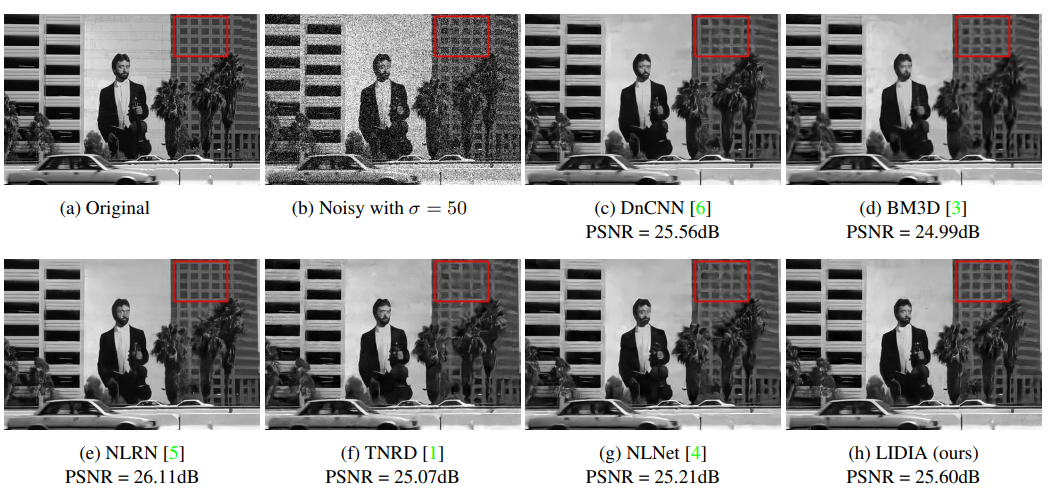 (a) Original
(b) Noisy with σ = 50
(c) DnCNN [6]
PSNR = 25.56dB
(d) BM3D [3]
PSNR = 24.99dB
(e) NLRN [5]
PSNR = 26.11dB
(f) TNRD [1]
PSNR = 25.07dB
(g) NLNet [4]
PSNR = 25.21dB
(h) LIDIA (ours)
PSNR = 25.60dB